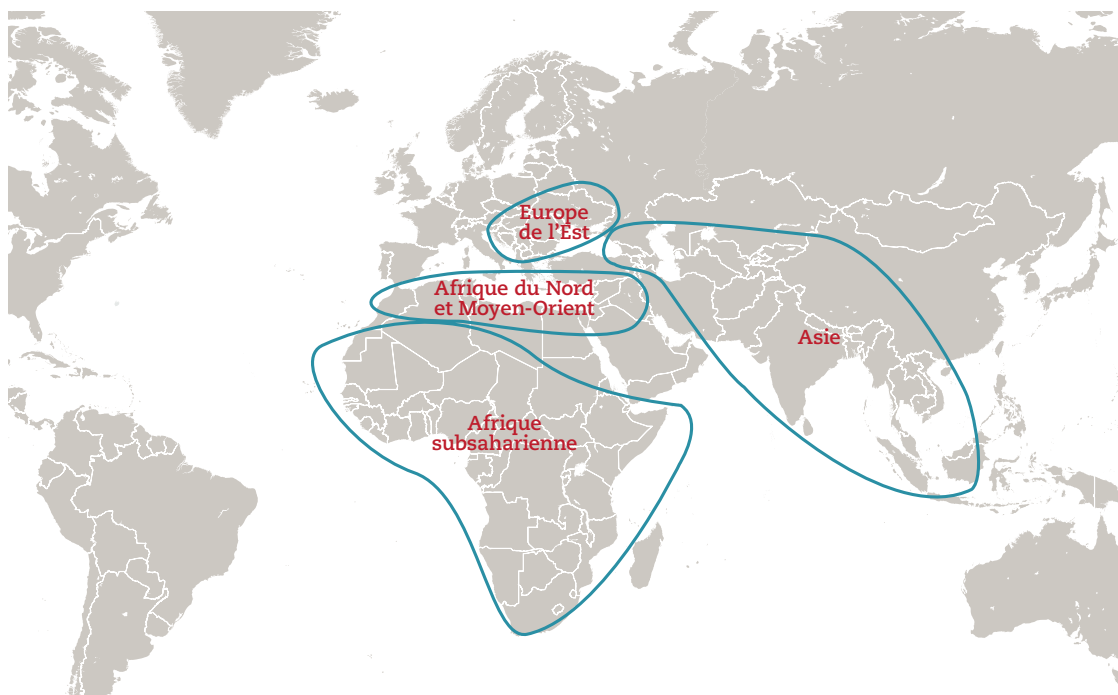 Europe
de l'Est
Afrique du Nord
et Moyen-Orient
Asie
Afrique
subsaharienne